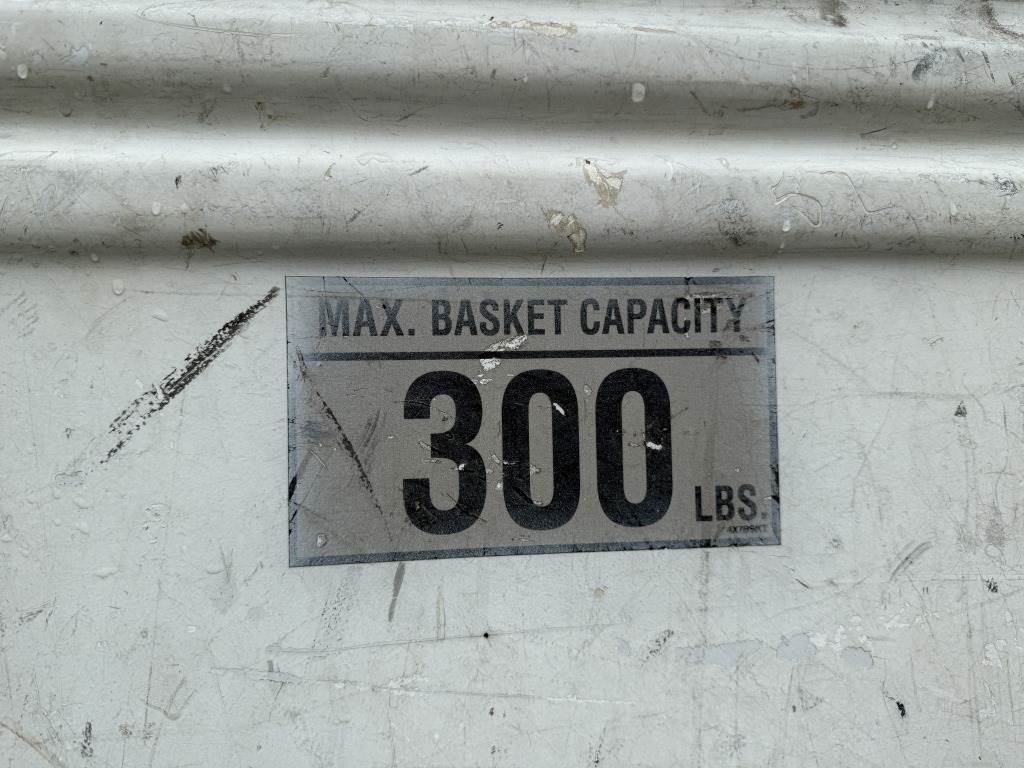 MAX. BASKET CAPACITY
300
LBS.